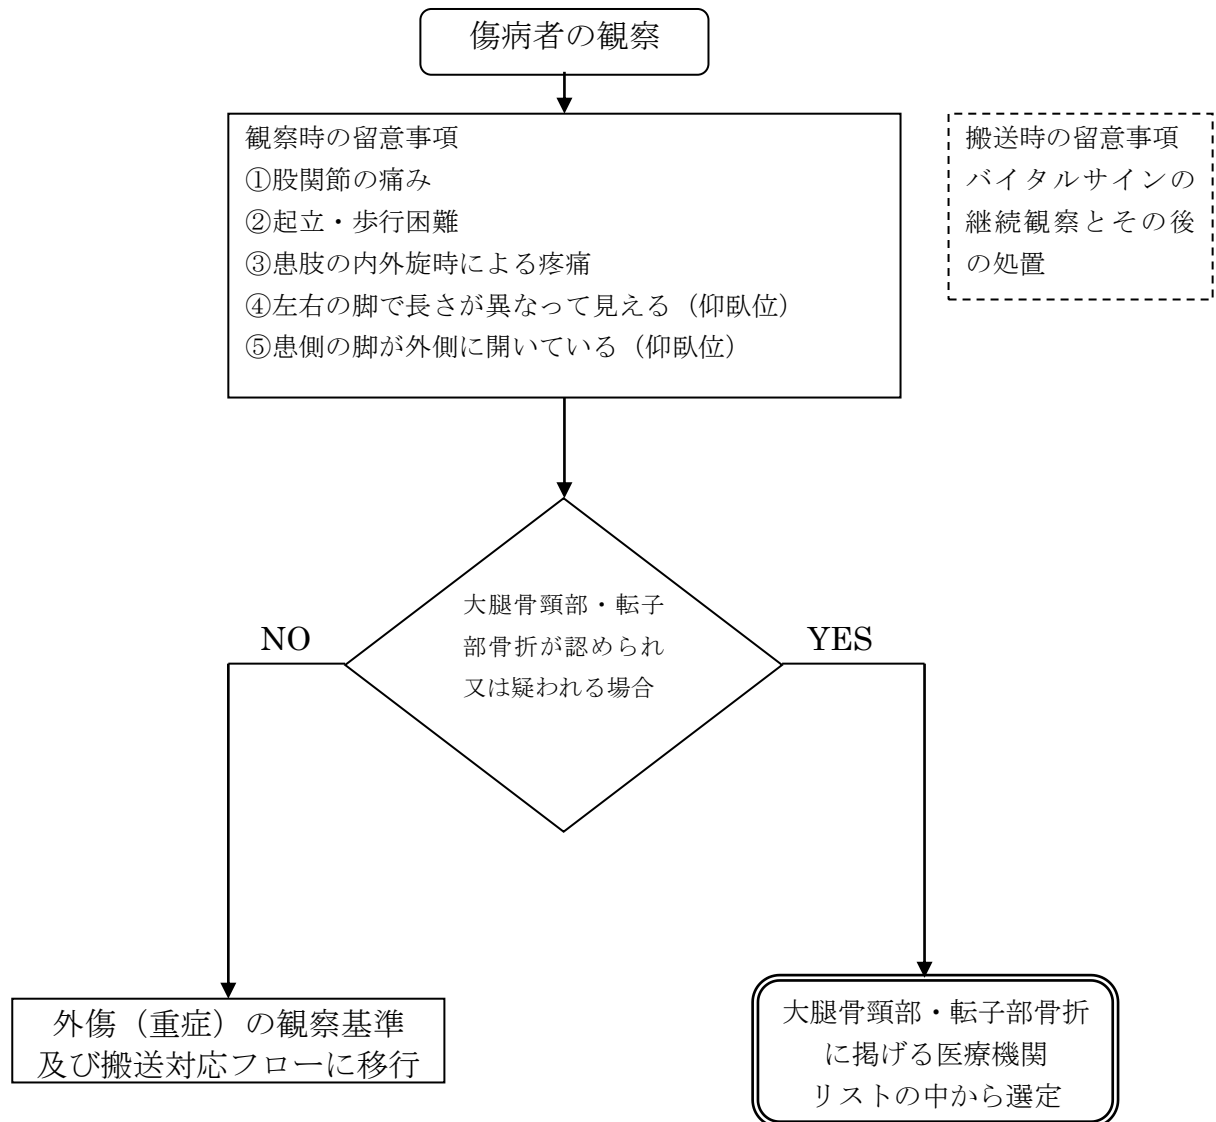 傷病者の観察
観察時の留意事項
①股関節の痛み
②起立・歩行困難
③患肢の内外旋時による疼痛
④左右の脚で長さが異なって見える（仰臥位）
⑤患側の脚が外側に開いている（仰臥位）
搬送時の留意事項
バイタルサインの
継続観察とその後
の処置
大腿骨頸部・転子
部骨折が認められ
又は疑われる場合
NO
YES
外傷（重症）の観察基準
及び搬送対応フローに移行
大腿骨頸部・転子部骨折
に掲げる医療機関
リストの中から選定